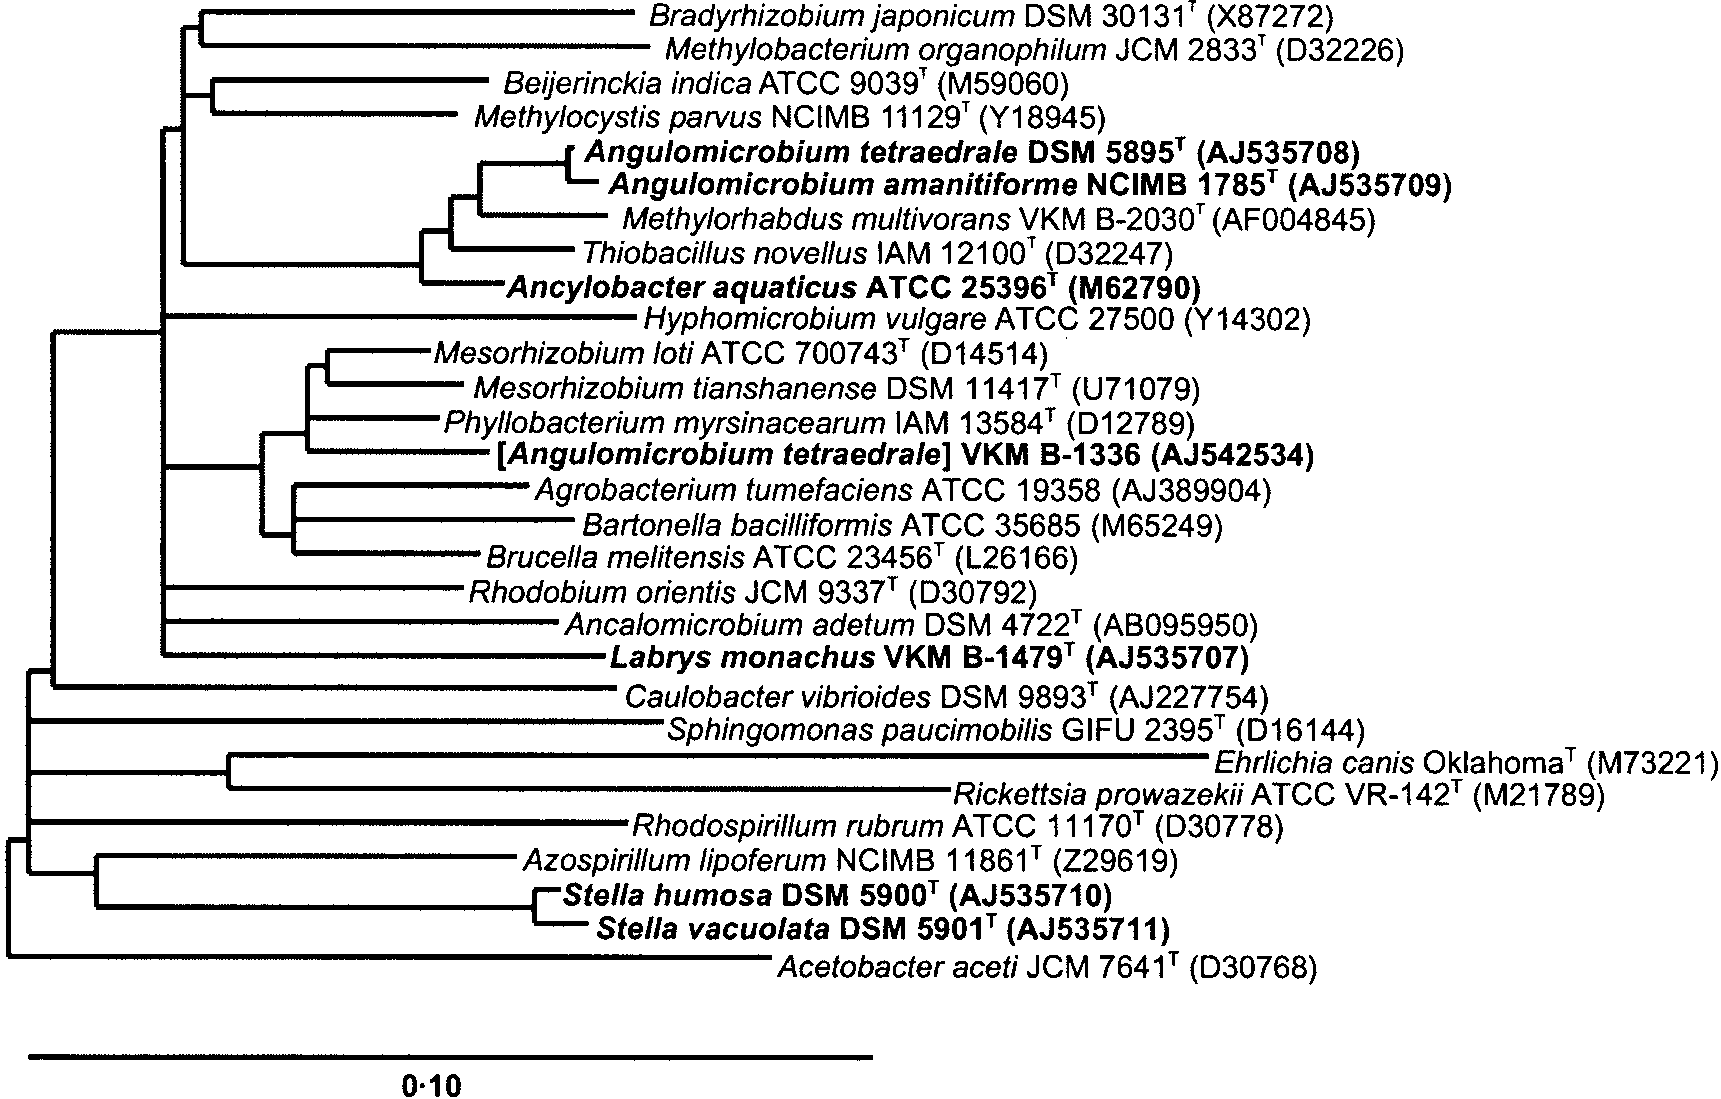 Bradyrhizobium japonicum DSM 30131ᵀ (X87272)
Methylobacterium organophilum JCM 2833ᵀ (D32226)
Beijerinckia indica ATCC 9039ᵀ (M59060)
Methylocystis parvus NCIMB 11129ᵀ (Y18945)
Angulomicrobium tetraedrale DSM 5895ᵀ (AJ535708)
Angulomicrobium amanitiforme NCIMB 1785ᵀ (AJ535709)
Methylorhabdus multivorans VKM B-2030ᵀ (AF004845)
Thiobacillus novellus IAM 12100ᵀ (D32247)
Ancylobacter aquaticus ATCC 25396ᵀ (M62790)
Hyphomicrobium vulgare ATCC 27500 (Y14302)
Mesorhizobium loti ATCC 700743ᵀ (D14514)
Mesorhizobium tianshanense DSM 11417ᵀ (U71079)
Phyllobacterium myrsinacearum IAM 13584ᵀ (D12789)
[Angulomicrobium tetraedrale] VKM B-1336 (AJ542534)
Agrobacterium tumefaciens ATCC 19358 (AJ389904)
Bartonella bacilliformis ATCC 35685 (M65249)
Brucella melitensis ATCC 23456ᵀ (L26166)
Rhodobium orientis JCM 9337ᵀ (D30792)
Ancalomicrobium adetum DSM 4722ᵀ (AB095950)
Labrys monachus VKM B-1479ᵀ (AJ535707)
Caulobacter vibrioides DSM 9893ᵀ (AJ227754)
Sphingomonas paucimobilis GIFU 2395ᵀ (D16144)
Ehrlichia canis Oklahomaᵀ (M73221)
Rickettsia prowazekii ATCC VR-142ᵀ (M21789)
Rhodospirillum rubrum ATCC 11170ᵀ (D30778)
Azospirillum lipoferum NCIMB 11861ᵀ (Z29619)
Stella humosa DSM 5900ᵀ (AJ535710)
Stella vacuolata DSM 5901ᵀ (AJ535711)
Acetobacter aceti JCM 7641ᵀ (D30768)
0·10